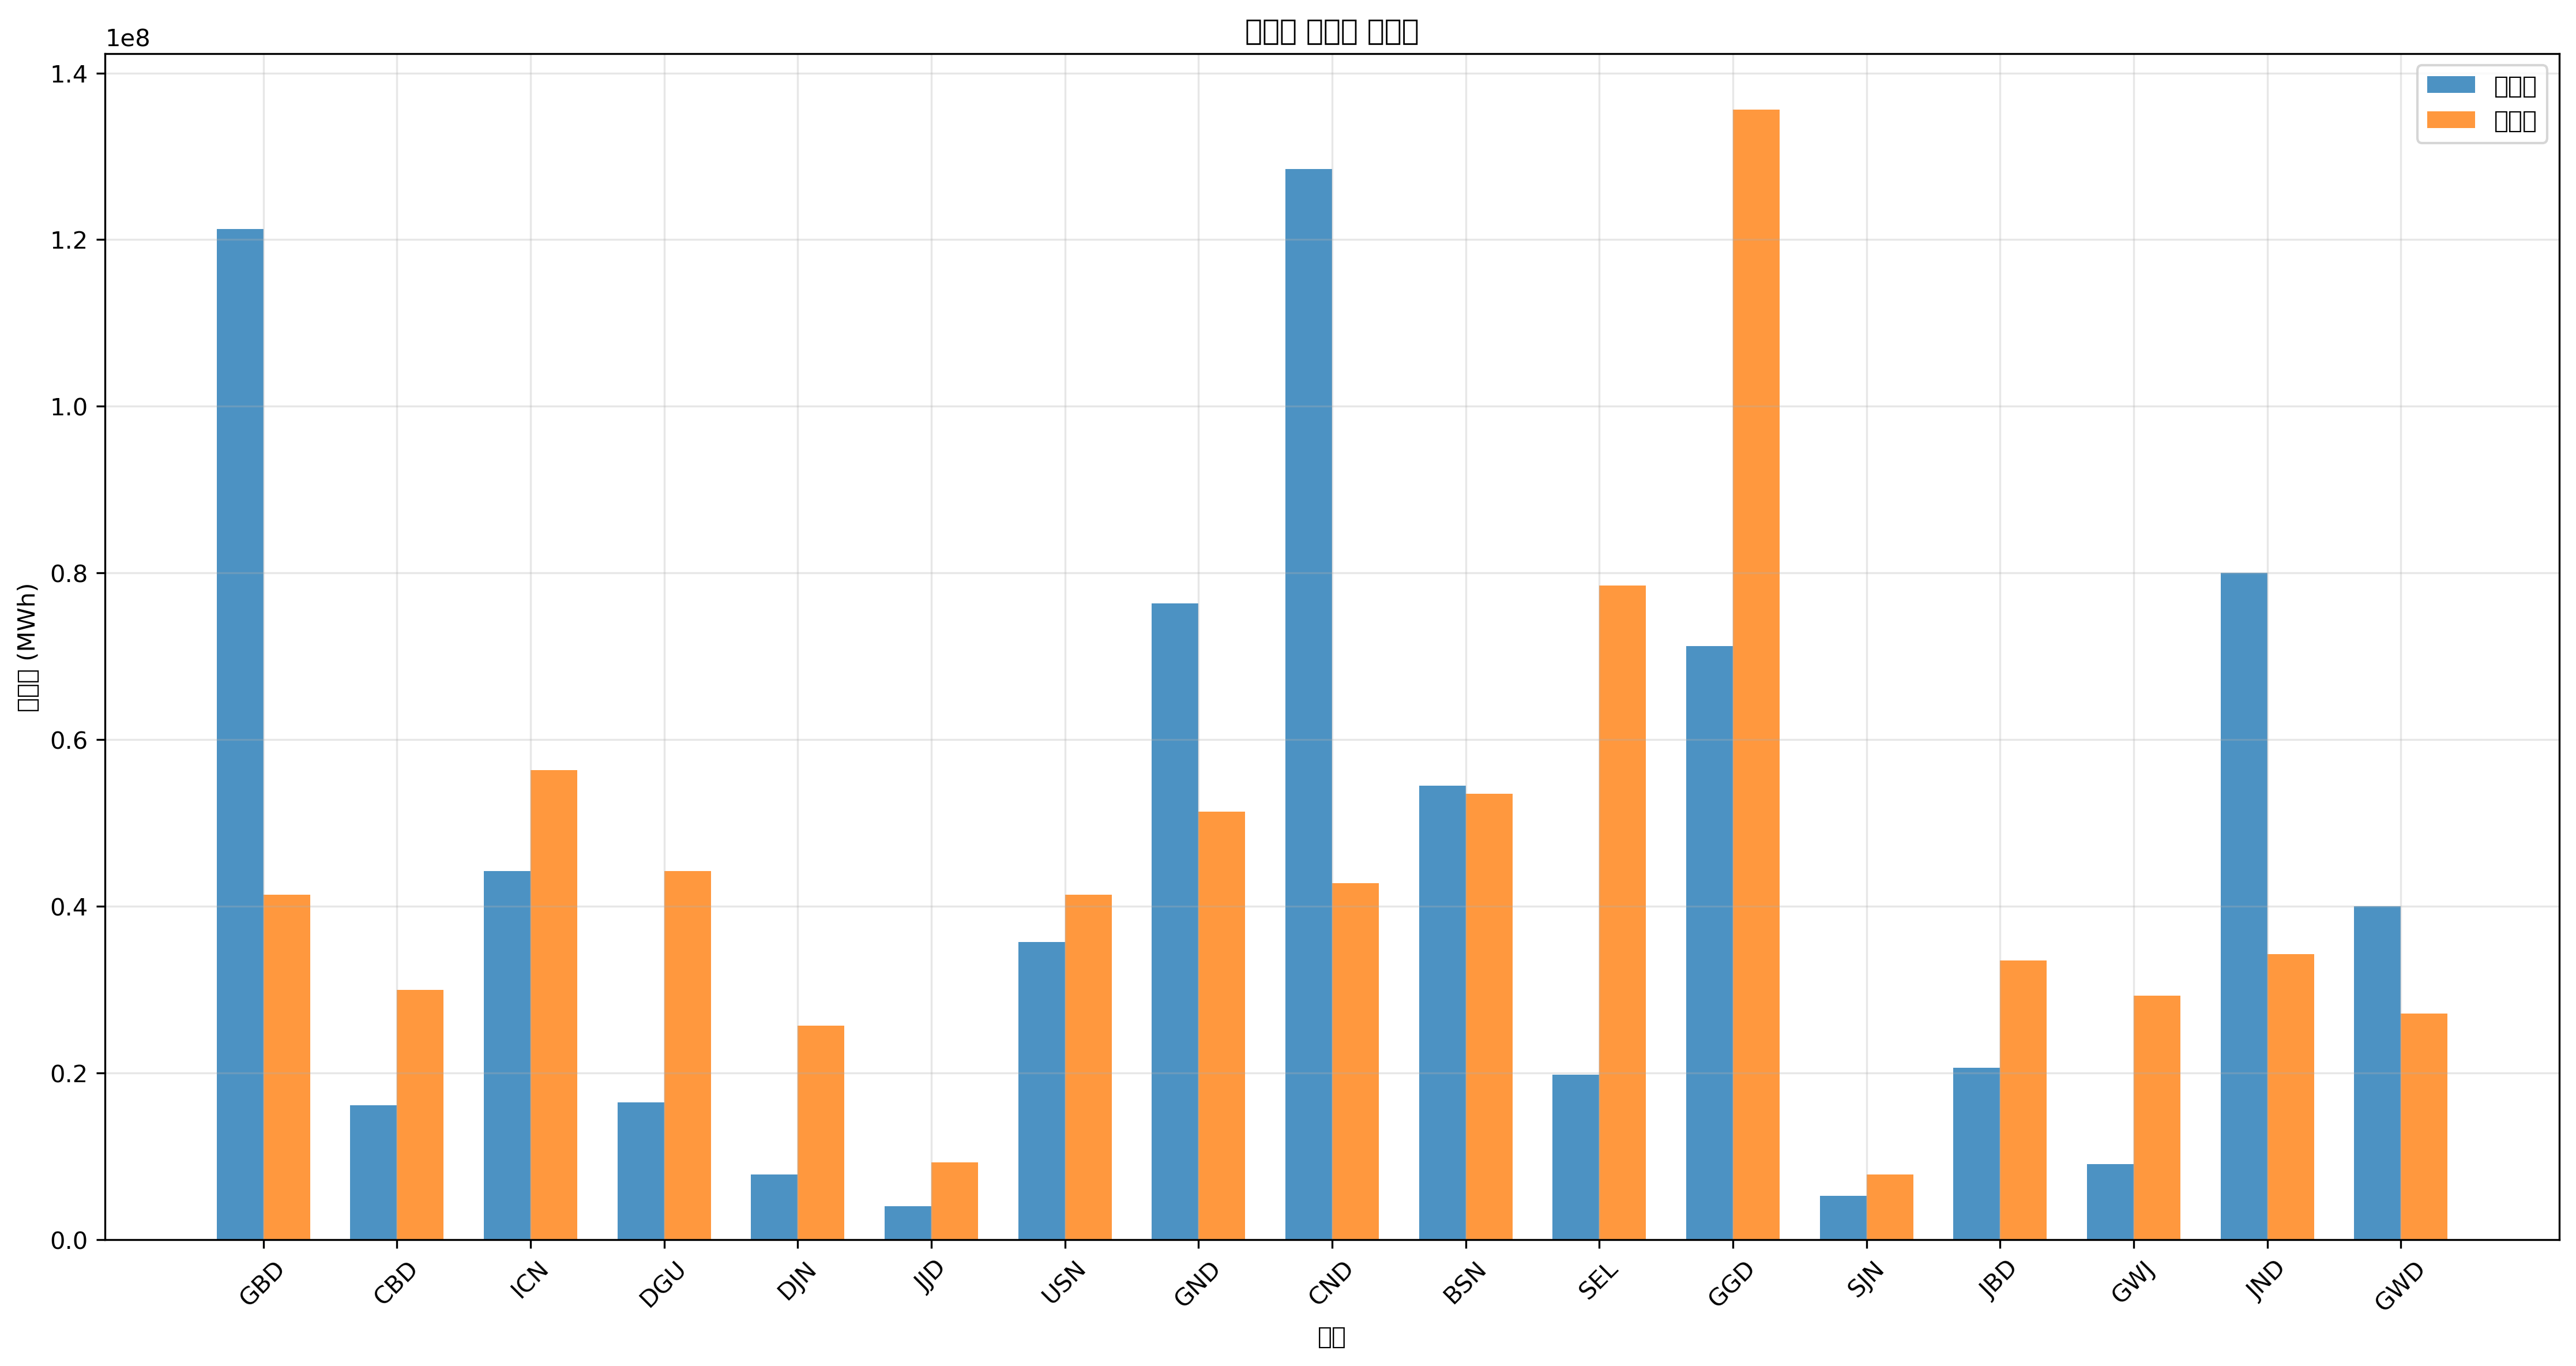 1e8
1.4
1.2
1.0
0.8
0.6
0.4
0.2
0.0
(MWh)
GBD
CBD
ICN
DGU
DJN
JJD
USN
GND
CND
BSN
SEL
GGD
SJN
JBD
GWJ
JND
GWD